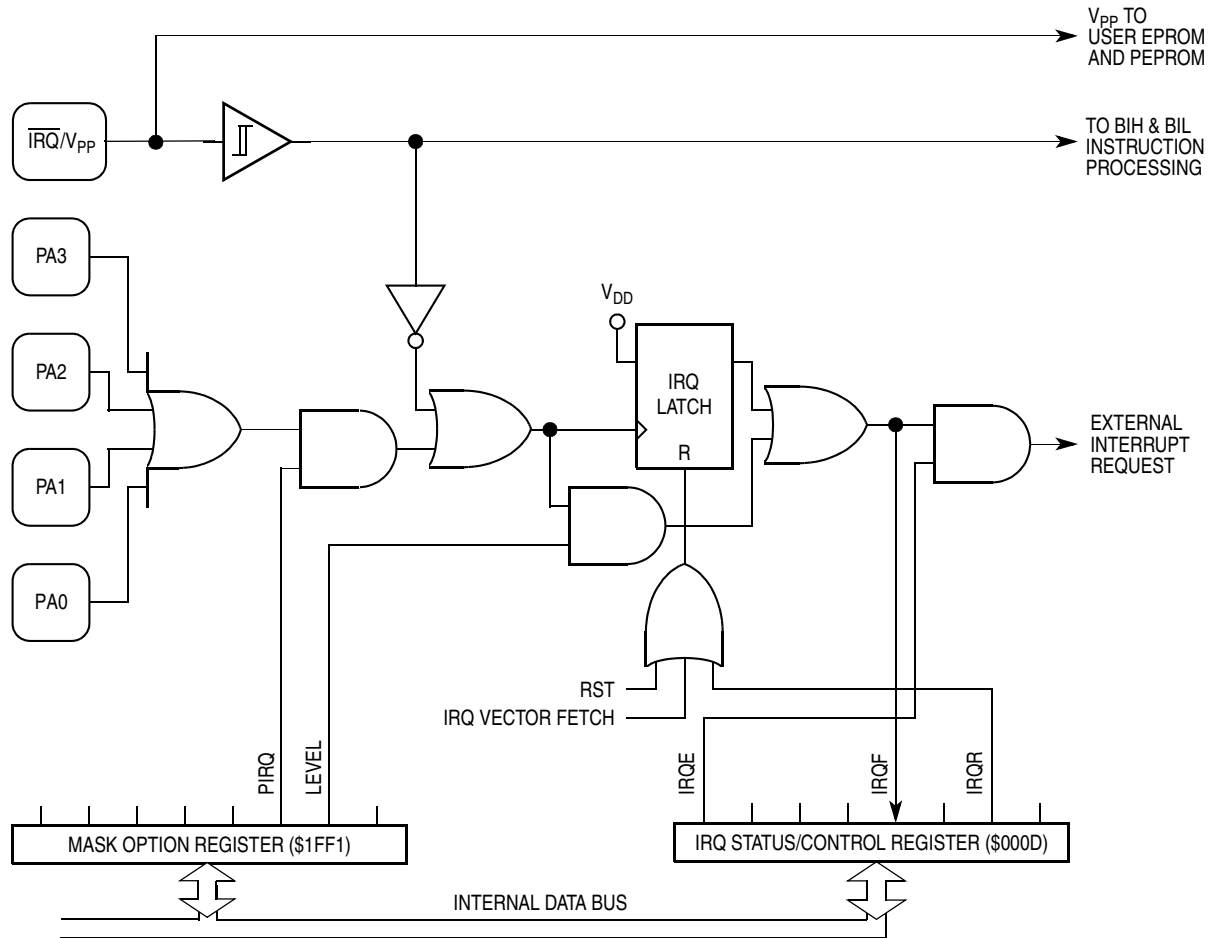 V_PP TO
USER EPROM
AND PEPROM
IRQ/V_PP
TO BIH & BIL
INSTRUCTION
PROCESSING
PA3
PA2
PA1
PA0
V_DD
IRQ
LATCH
R
EXTERNAL
INTERRUPT
REQUEST
RST
IRQ VECTOR FETCH
PIRQ
LEVEL
IRQE
IRQF
IRQR
MASK OPTION REGISTER ($1FF1)
IRQ STATUS/CONTROL REGISTER ($000D)
INTERNAL DATA BUS